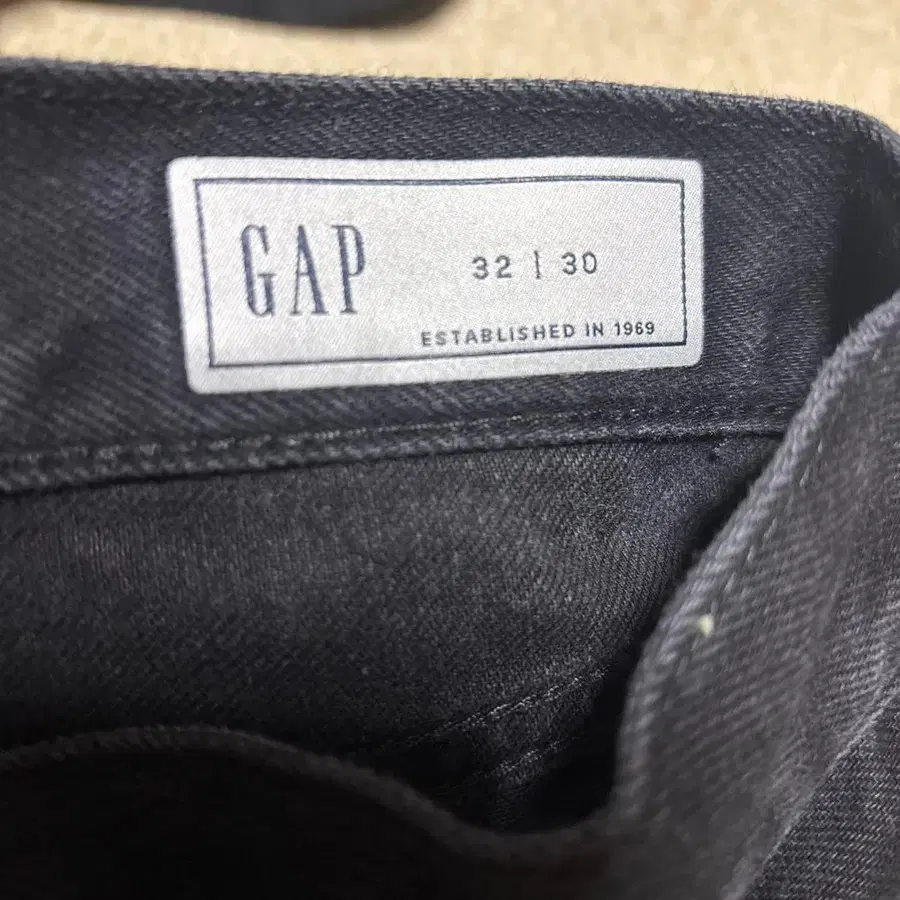 GAP
32 | 30
ESTABLISHED IN 1969